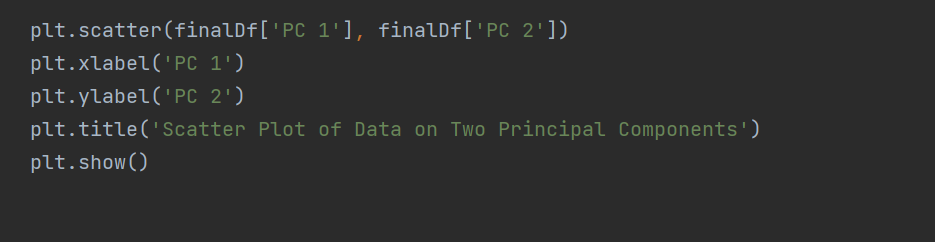 plt.scatter(finalDf['PC 1'], finalDf['PC 2'])
plt.xlabel('PC 1')
plt.ylabel('PC 2')
plt.title('Scatter Plot of Data on Two Principal Components')
plt.show()